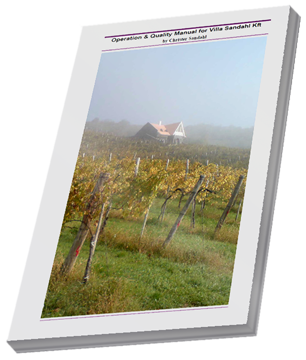 Operation & Quality Manual for Villa Sandahl Kft
by Christer Sandahl